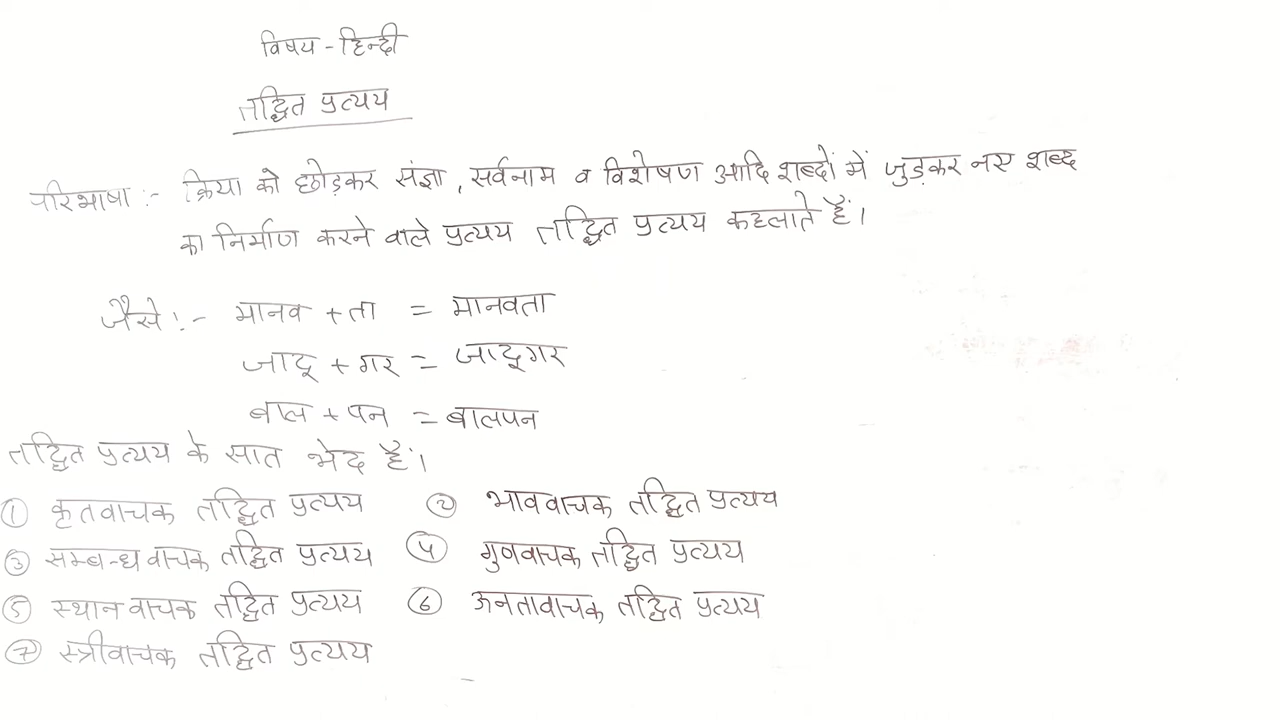 विषय - हिन्दी
तद्धित प्रत्यय
परिभाषा :- क्रिया को छोड़कर संज्ञा, सर्वनाम व विशेषण आदि शब्दों में जुड़कर नए शब्द
का निर्माण करने वाले प्रत्यय तद्धित प्रत्यय कहलाते हैं।
जैसे :- मानव + ता = मानवता
जादू + गर = जादूगर
बाल + पन = बालपन
तद्धित प्रत्यय के सात भेद हैं।
① कृतवाचक तद्धित प्रत्यय ② भाववाचक तद्धित प्रत्यय
③ सम्बन्ध वाचक तद्धित प्रत्यय ④ गुणवाचक तद्धित प्रत्यय
⑤ स्थान वाचक तद्धित प्रत्यय ⑥ ऊनतावाचक तद्धित प्रत्यय
⑦ स्त्रीवाचक तद्धित प्रत्यय